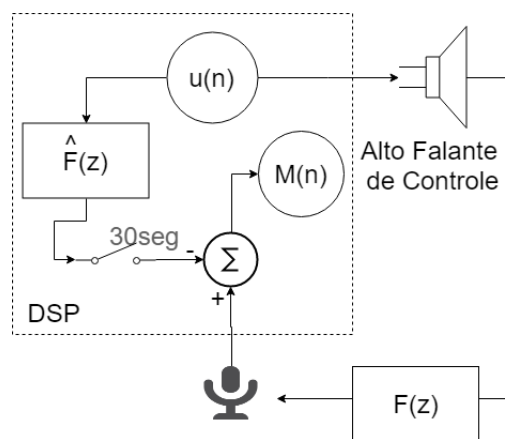 u(n)
^
F(z)
M(n)
Alto Falante
de Controle
30seg
-
Σ
+
DSP
F(z)